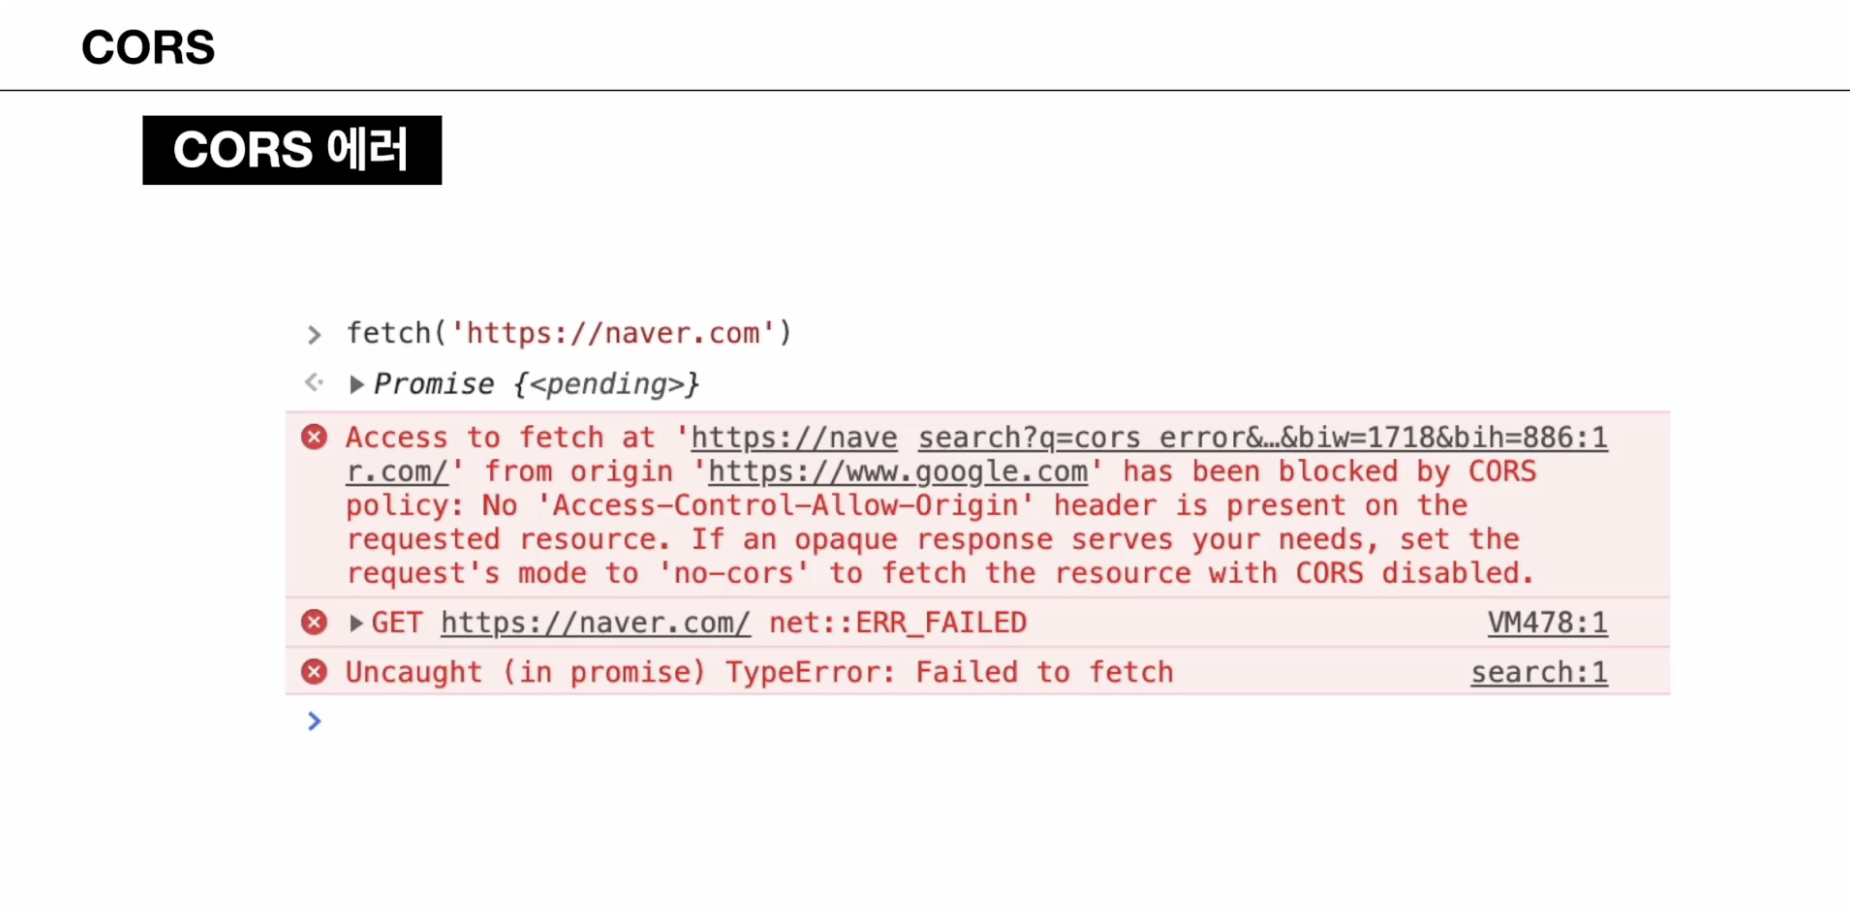 CORS
CORS 에러
> fetch('https://naver.com')
<· ▶ Promise {<pending>}
Access to fetch at 'https://nave search?q=cors error&…&biw=1718&bih=886:1
r.com/' from origin 'https://www.google.com' has been blocked by CORS
policy: No 'Access-Control-Allow-Origin' header is present on the
requested resource. If an opaque response serves your needs, set the
request's mode to 'no-cors' to fetch the resource with CORS disabled.
▶ GET https://naver.com/ net::ERR_FAILED VM478:1
Uncaught (in promise) TypeError: Failed to fetch search:1
>